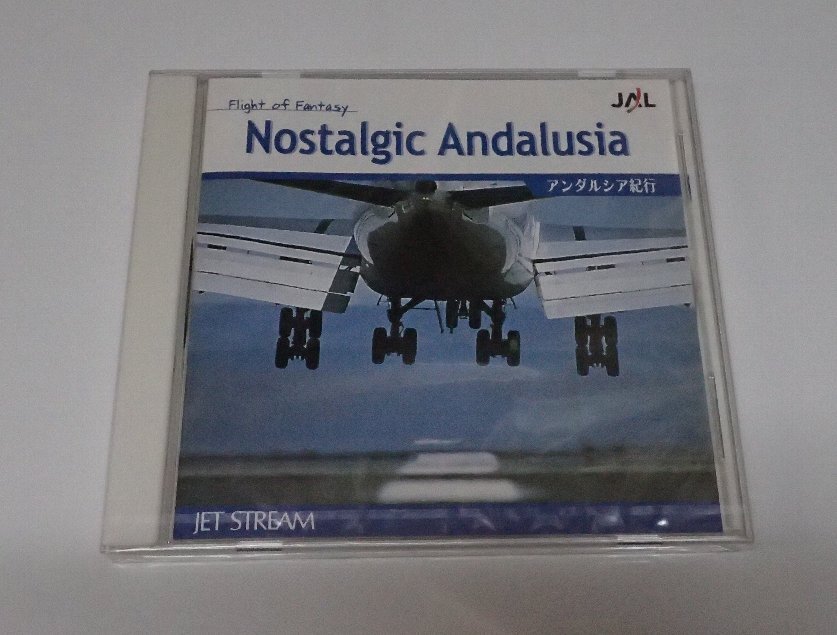 Flight of Fantasy
JAL
Nostalgic Andalusia
アンダルシア紀行
JET STREAM